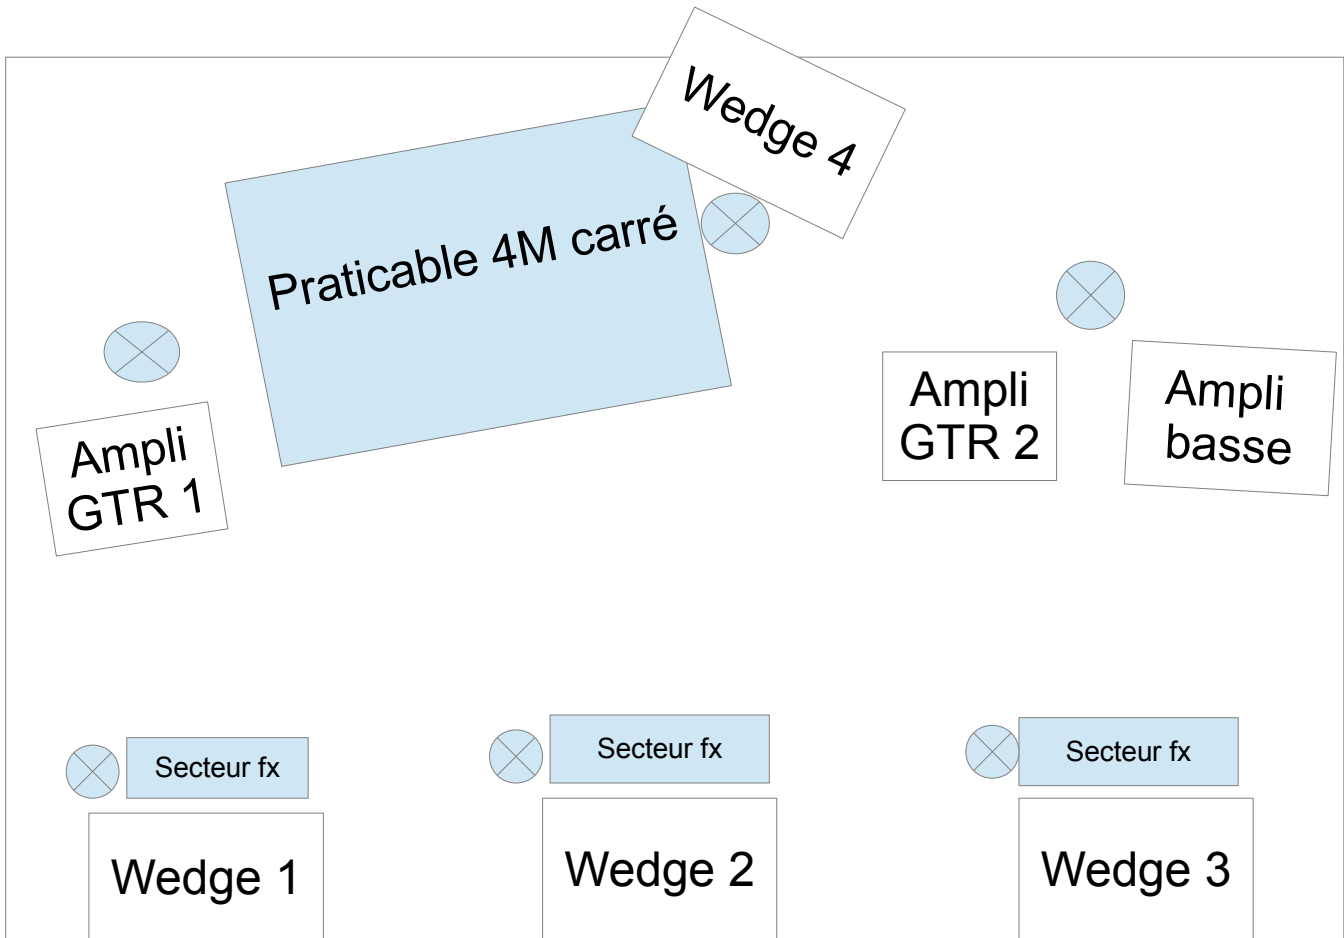 Wedge 4
Praticable 4M carré
Ampli
GTR 1
Ampli
GTR 2
Ampli
basse
Secteur fx
Secteur fx
Secteur fx
Wedge 1
Wedge 2
Wedge 3